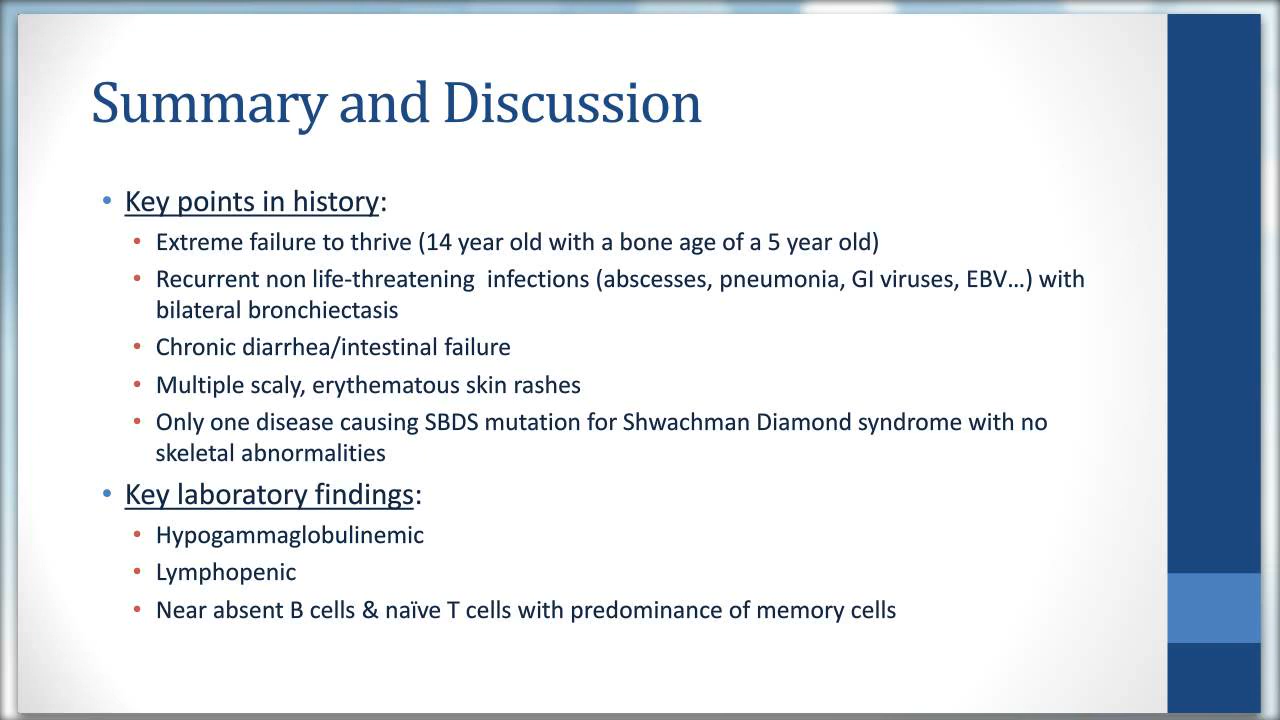 Summary and Discussion
• Key points in history:
• Extreme failure to thrive (14 year old with a bone age of a 5 year old)
• Recurrent non life-threatening  infections (abscesses, pneumonia, GI viruses, EBV…) with
bilateral bronchiectasis
• Chronic diarrhea/intestinal failure
• Multiple scaly, erythematous skin rashes
• Only one disease causing SBDS mutation for Shwachman Diamond syndrome with no
skeletal abnormalities
• Key laboratory findings:
• Hypogammaglobulinemic
• Lymphopenic
• Near absent B cells & naïve T cells with predominance of memory cells